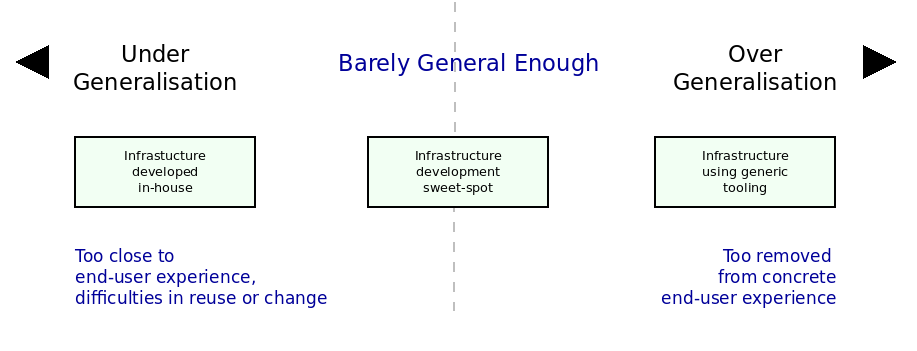 Under
Generalisation
Barely General Enough
Over
Generalisation
Infrastucture
developed
in-house
Infrastructure
development
sweet-spot
Infrastructure
using generic
tooling
Too close to
end-user experience,
difficulties in reuse or change
Too removed
from concrete
end-user experience